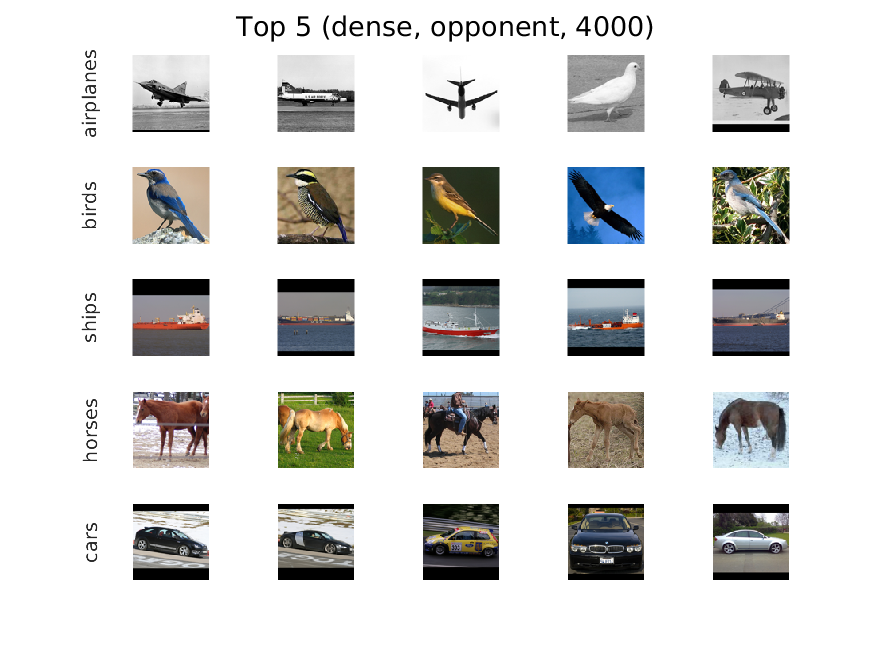 Top 5 (dense, opponent, 4000)
airplanes
birds
ships
horses
cars